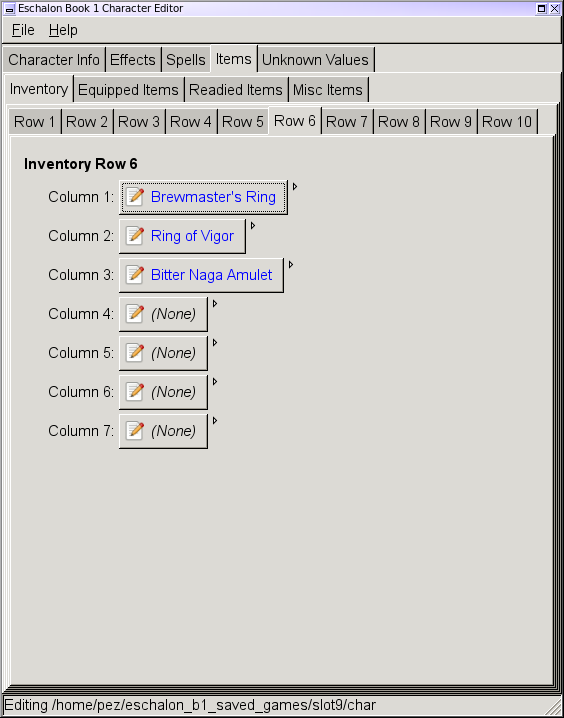 Eschalon Book 1 Character Editor
File Help
Character Info Effects Spells Items Unknown Values
Inventory Equipped Items Readied Items Misc Items
Row 1 Row 2 Row 3 Row 4 Row 5 Row 6 Row 7 Row 8 Row 9 Row 10
Inventory Row 6
Column 1: Brewmaster's Ring
Column 2: Ring of Vigor
Column 3: Bitter Naga Amulet
Column 4: (None)
Column 5: (None)
Column 6: (None)
Column 7: (None)
Editing /home/pez/eschalon_b1_saved_games/slot9/char